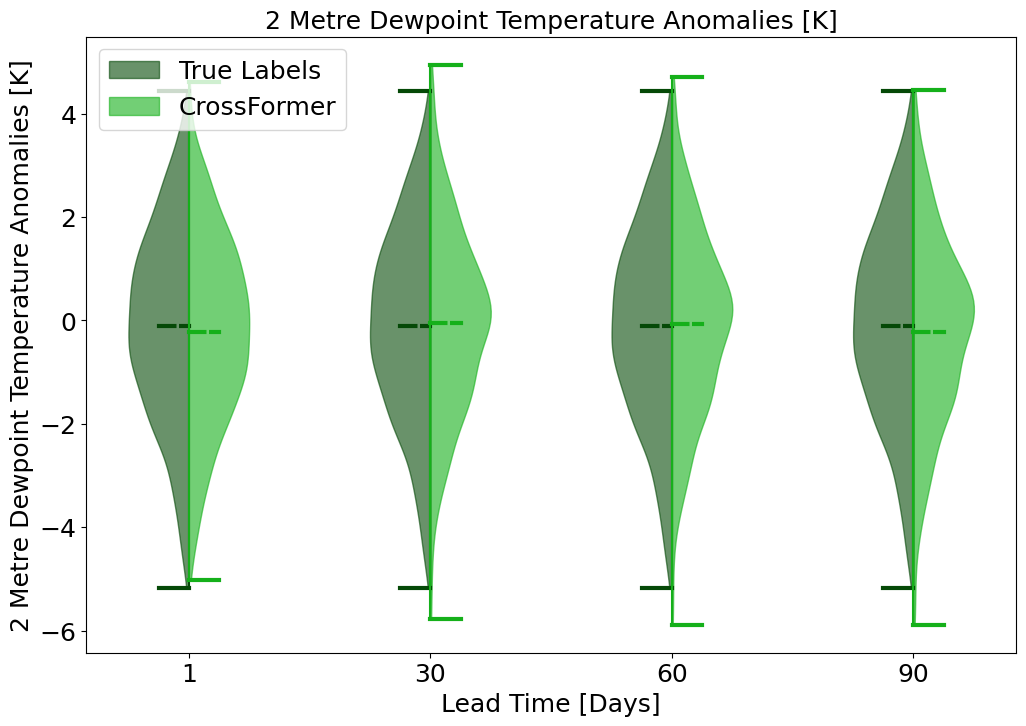 2 Metre Dewpoint Temperature Anomalies [K]
True Labels
CrossFormer
2 Metre Dewpoint Temperature Anomalies [K]
4
2
0
−2
−4
−6
1 30 60 90
Lead Time [Days]